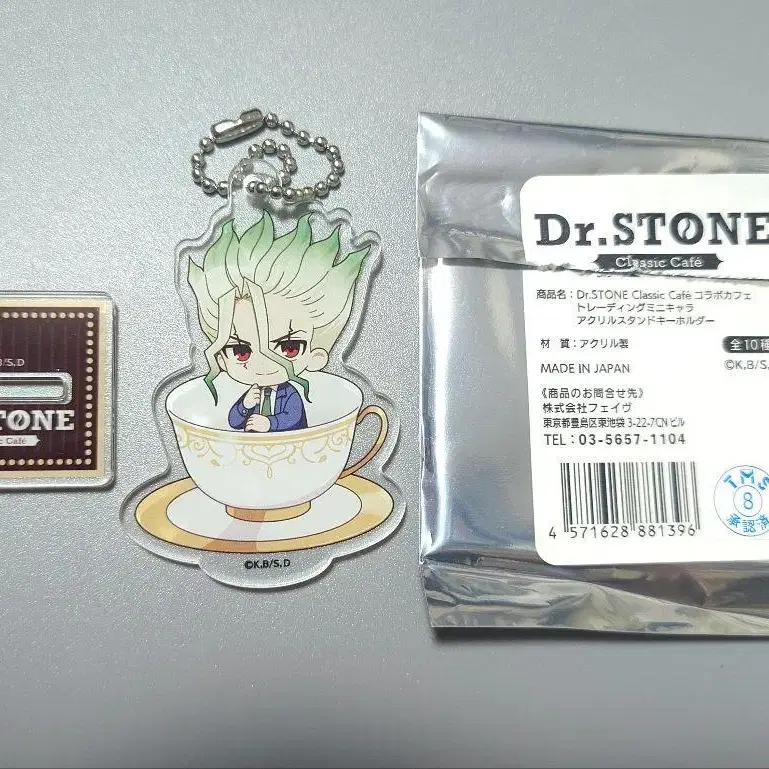 B/S,D
STONE
ic Café
©K,B/S,D
Dr.STONE
Classic Café
商品名：Dr.STONE Classic Café コラボカフェ
トレーディングミニキャラ
アクリルスタンドキーホルダー
材 質：アクリル製
全10種
MADE IN JAPAN
©K,B/S
《商品のお問合せ先》
株式会社フェイヴ
東京都豊島区東池袋3-22-7CNビル
TEL：03-5657-1104
4 571628 881396
TMS
8
承認済